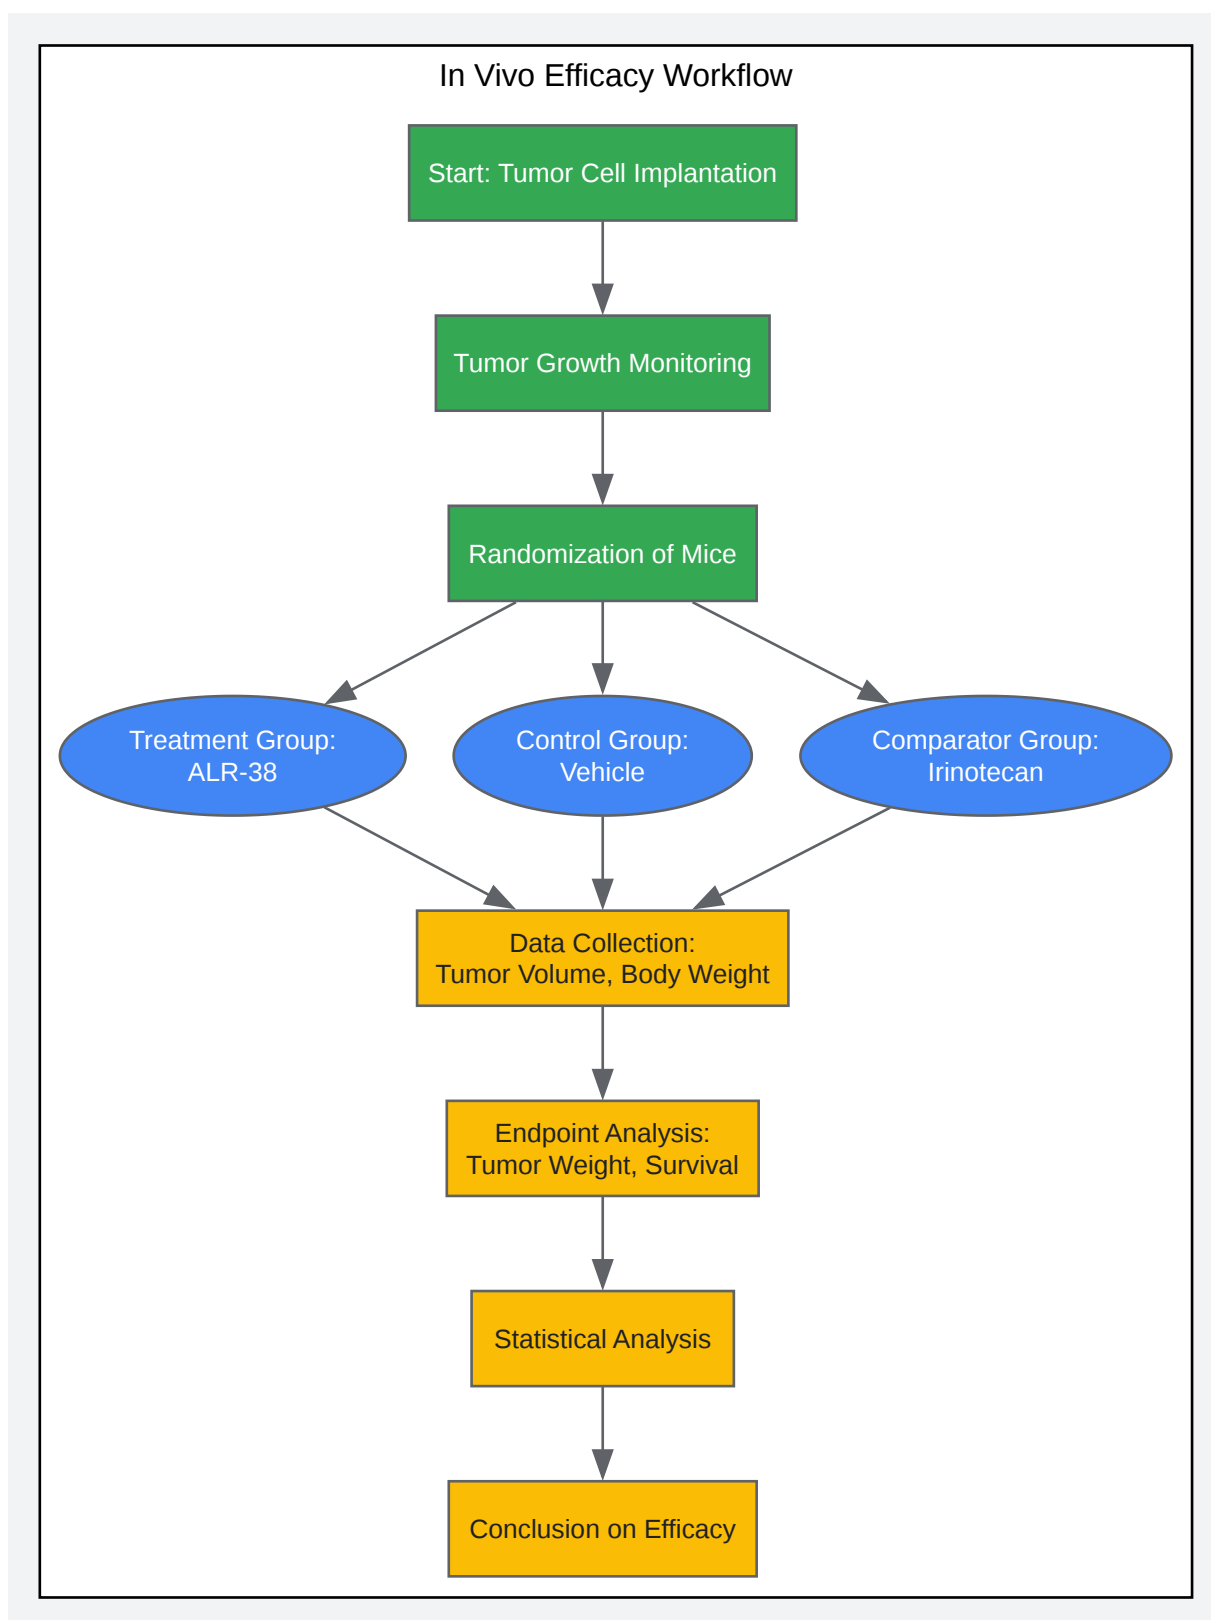 In Vivo Efficacy Workflow
Start: Tumor Cell Implantation
Tumor Growth Monitoring
Randomization of Mice
Treatment Group:
ALR-38
Control Group:
Vehicle
Comparator Group:
Irinotecan
Data Collection:
Tumor Volume, Body Weight
Endpoint Analysis:
Tumor Weight, Survival
Statistical Analysis
Conclusion on Efficacy